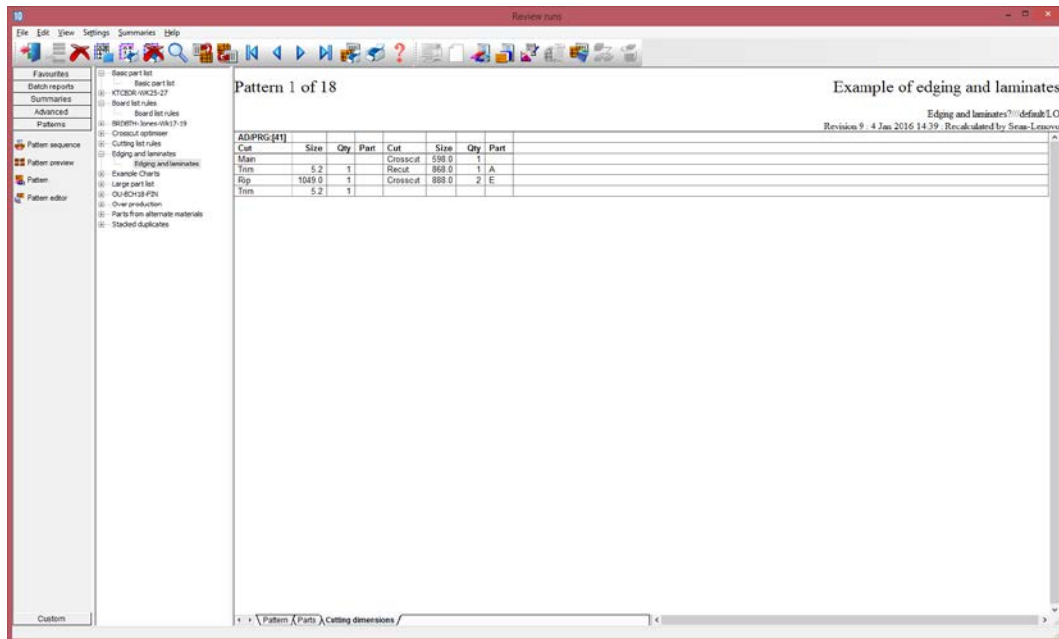 10
Review runs
File Edit View Settings Summaries Help
Favourites
Batch reports
Summaries
Advanced
Patterns
Pattern sequence
Pattern preview
Pattern
Pattern editor
Custom
Basic part list
Basic part list
KTCBDR-WK25-27
Board list rules
Board list rules
BRDBTH-Jones-Wk17-19
Crosscut optimiser
Cutting list rules
Edging and laminates
Edging and laminates
Example Charts
Large part list
OU-BCH18-PIN
Over production
Parts from alternate materials
Stacked duplicates
Pattern 1 of 18
Example of edging and laminates
Edging and laminates?///default/LO
Revision 9 : 4 Jan 2016 14:39 : Recalculated by Sean-Lenovo
Cut Size Qty Part Cut Size Qty Part
Main Crosscut 598.0 1
Trim 5.2 1 Recut 868.0 1 A
Rip 1049.0 1 Crosscut 888.0 2 E
Trim 5.2 1
Pattern Parts Cutting dimensions